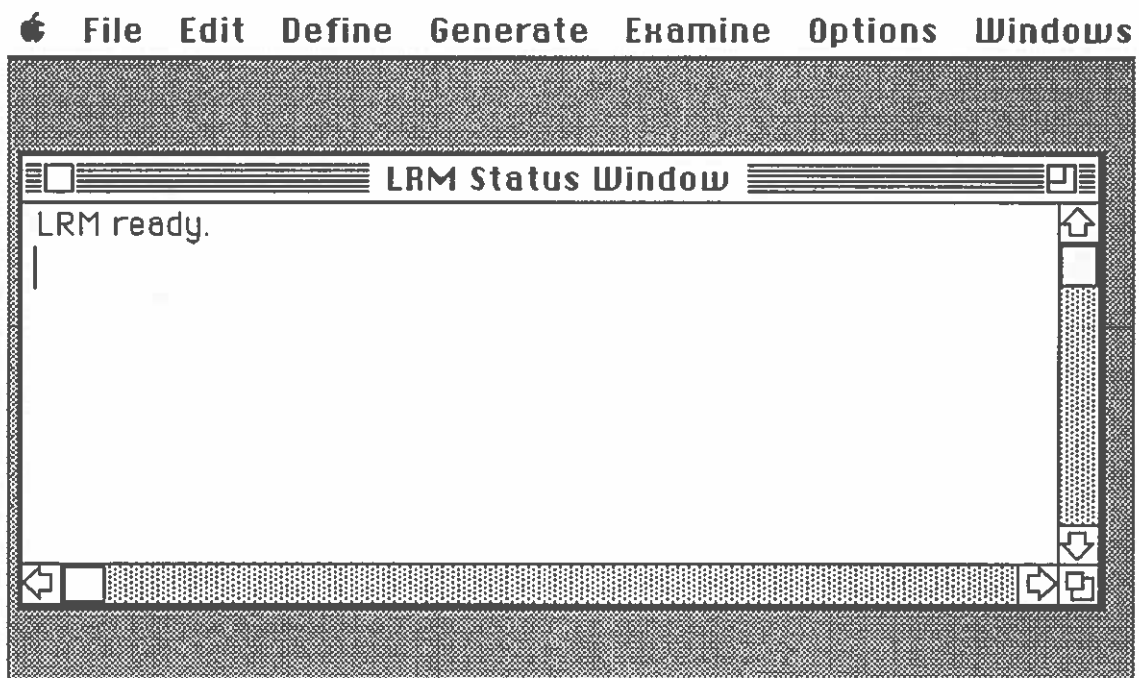 File Edit Define Generate Examine Options Windows
LRM Status Window
LRM ready.